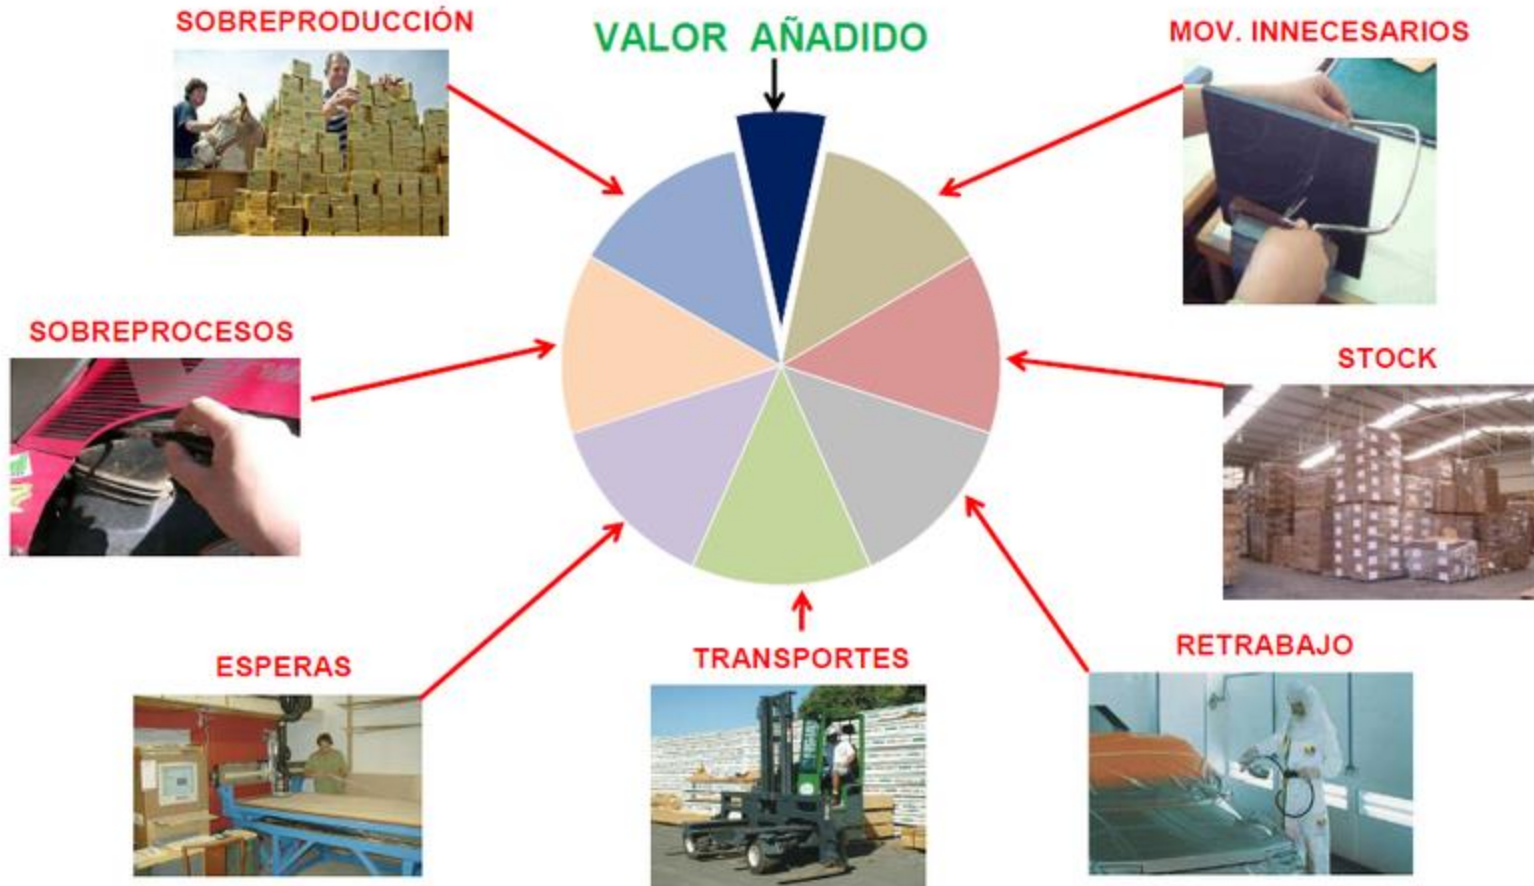 SOBREPRODUCCIÓN
VALOR AÑADIDO
MOV. INNECESARIOS
SOBREPROCESOS
STOCK
ESPERAS
TRANSPORTES
RETRABAJO